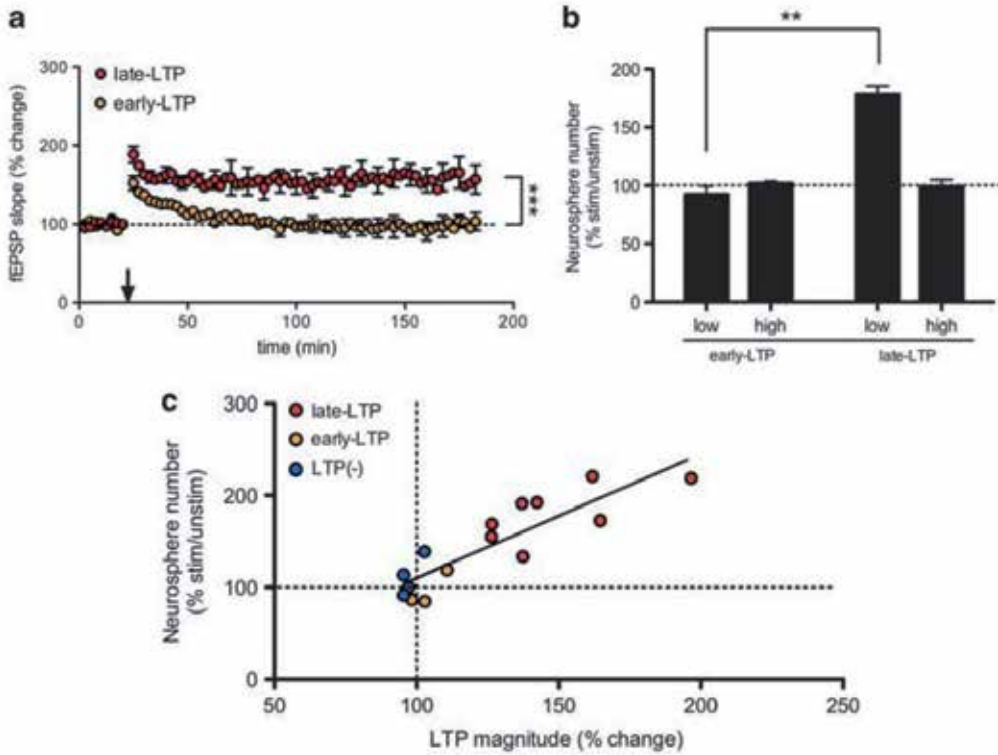 a
fEPSP slope (% change)
300
200
100
0
late-LTP
early-LTP
***
0 50 100 150 200
time (min)
b
**
Neurosphere number
(% stim/unstim)
200
150
100
50
0
low high low high
early-LTP late-LTP
c
Neurosphere number
(% stim/unstim)
300
200
100
0
late-LTP
early-LTP
LTP(-)
50 100 150 200 250
LTP magnitude (% change)